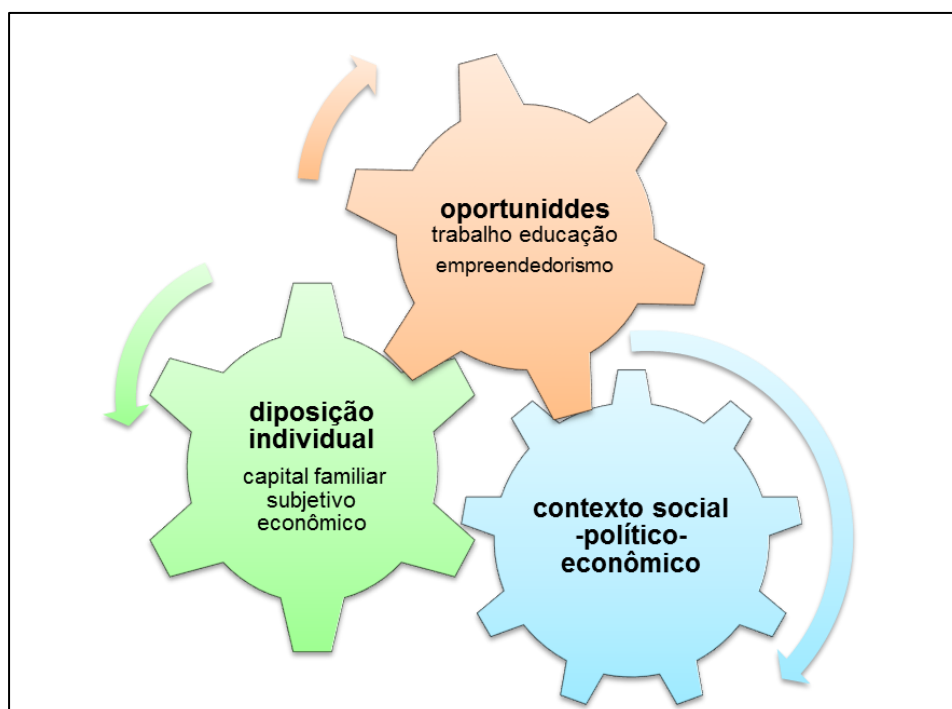 oportuniddes
trabalho educação
empreendedorismo
diposição
individual
capital familiar
subjetivo
econômico
contexto social
-político-
econômico